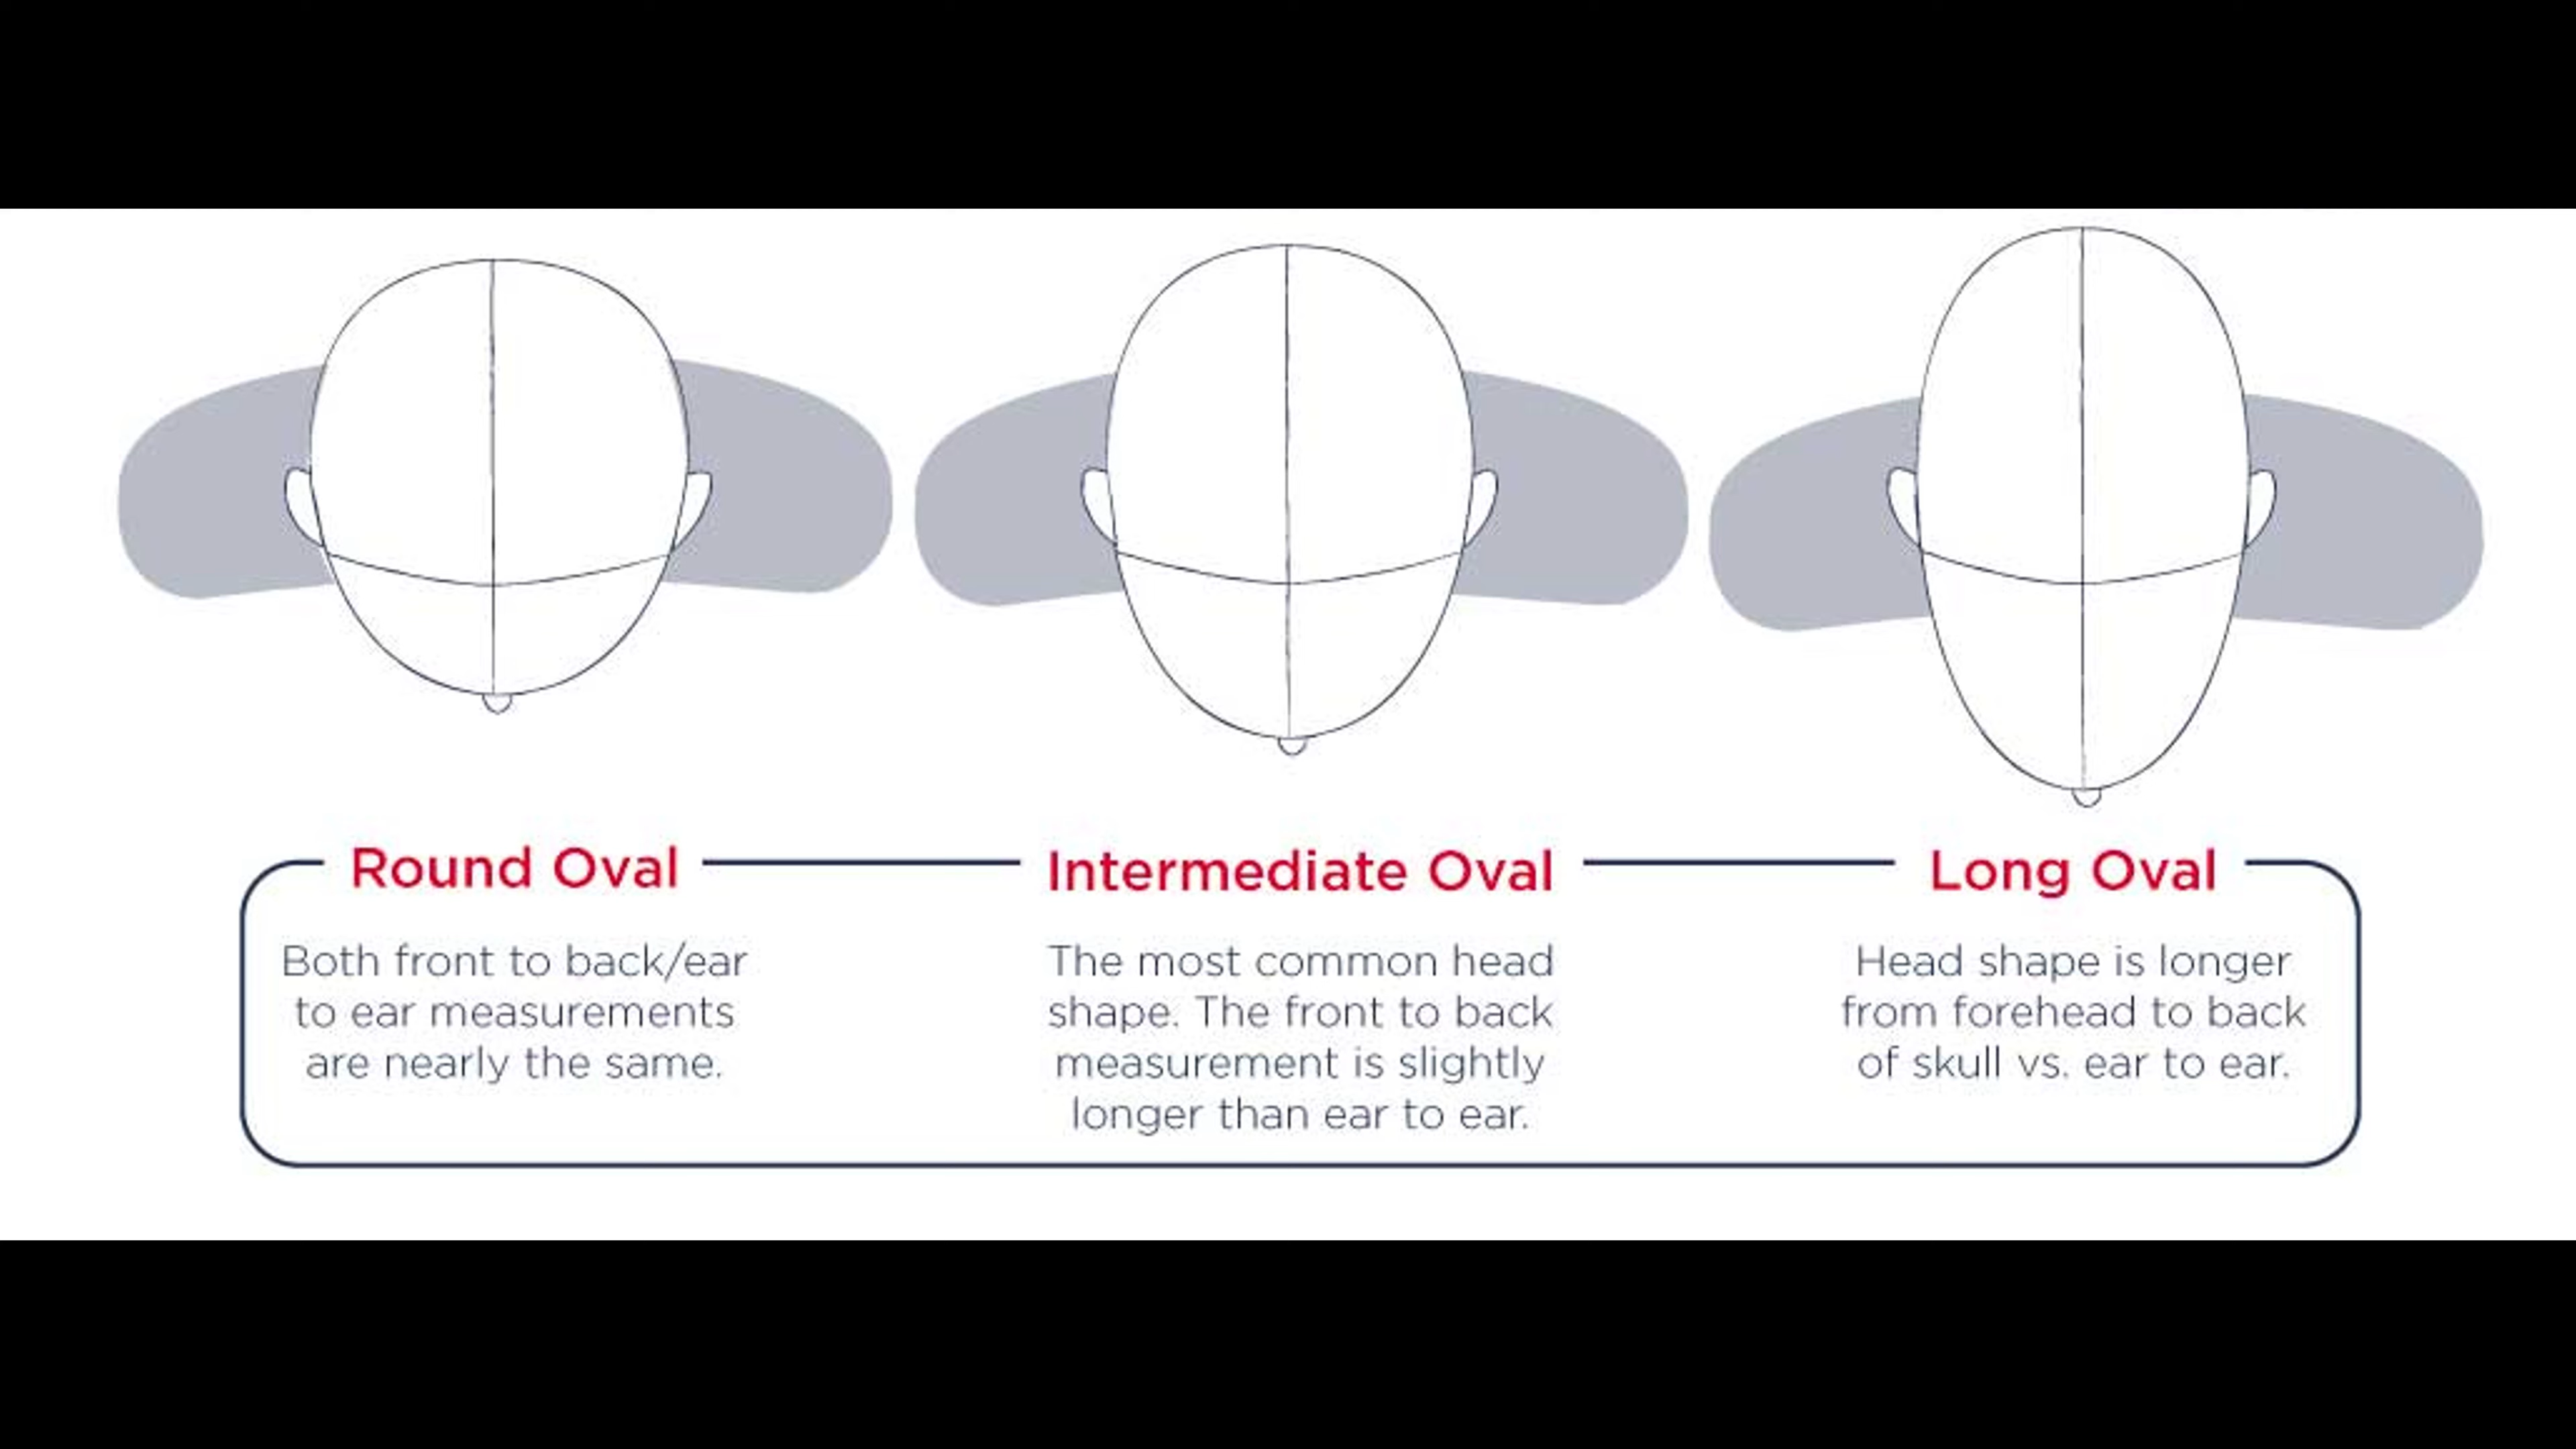 Round Oval
Both front to back/ear
to ear measurements
are nearly the same.
Intermediate Oval
The most common head
shape. The front to back
measurement is slightly
longer than ear to ear.
Long Oval
Head shape is longer
from forehead to back
of skull vs. ear to ear.